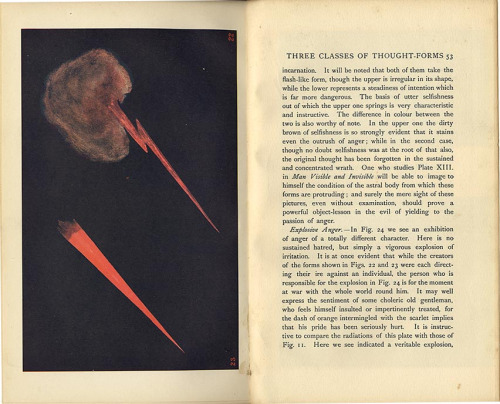 22
23
THREE CLASSES OF THOUGHT-FORMS 53
incarnation. It will be noted that both of them take the
flash-like form, though the upper is irregular in its shape,
while the lower represents a steadiness of intention which
is far more dangerous. The basis of utter selfishness
out of which the upper one springs is very characteristic
and instructive. The difference in colour between the
two is also worthy of note. In the upper one the dirty
brown of selfishness is so strongly evident that it stains
even the outrush of anger; while in the second case,
though no doubt selfishness was at the root of that also,
the original thought has been forgotten in the sustained
and concentrated wrath. One who studies Plate XIII.
in Man Visible and Invisible will be able to image to
himself the condition of the astral body from which these
forms are protruding; and surely the mere sight of these
pictures, even without examination, should prove a
powerful object-lesson in the evil of yielding to the
passion of anger.
Explosive Anger.—In Fig. 24 we see an exhibition
of anger of a totally different character. Here is no
sustained hatred, but simply a vigorous explosion of
irritation. It is at once evident that while the creators
of the forms shown in Figs. 22 and 23 were each direct-
ing their ire against an individual, the person who is
responsible for the explosion in Fig. 24 is for the moment
at war with the whole world round him. It may well
express the sentiment of some choleric old gentleman,
who feels himself insulted or impertinently treated, for
the dash of orange intermingled with the scarlet implies
that his pride has been seriously hurt. It is instruc-
tive to compare the radiations of this plate with those of
Fig. 11. Here we see indicated a veritable explosion,